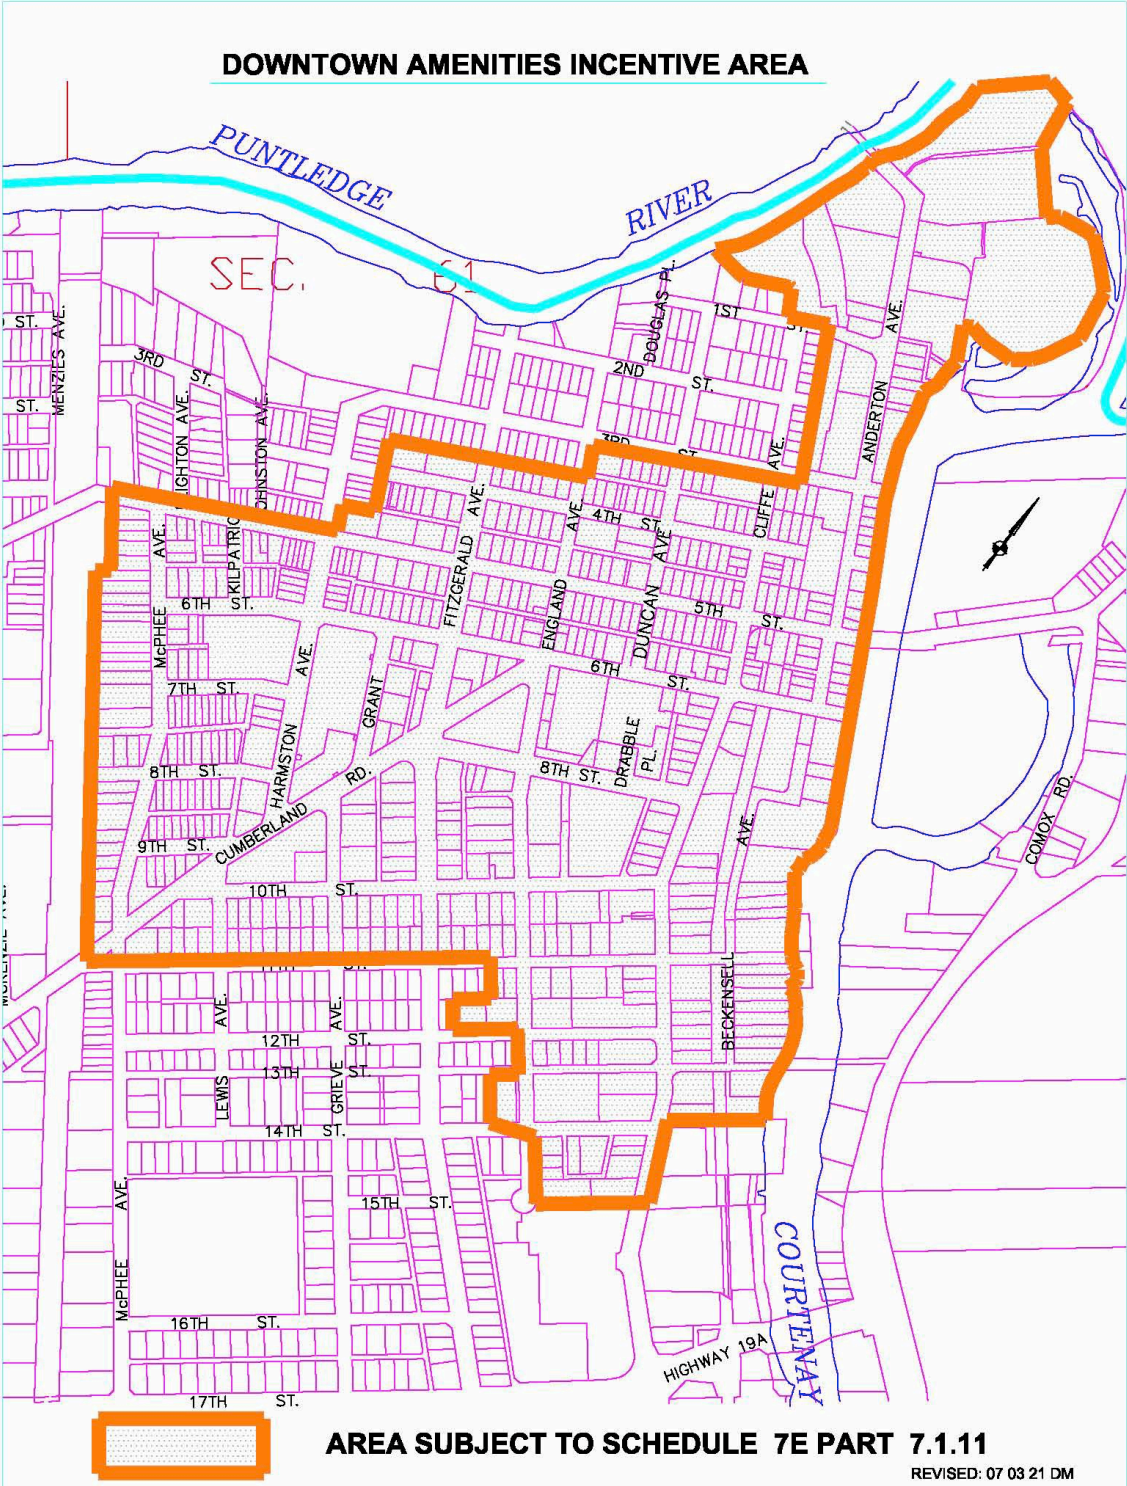 DOWNTOWN AMENITIES INCENTIVE AREA
PUNTLEDGE
RIVER
SEC. 61
DOUGLAS PL.
1ST ST.
ST.
MENZIES AVE.
AVE.
3RD ST.
2ND ST.
ST.
ANDERTON
3RD ST.
CLIFFE AVE.
FITZGERALD AVE.
4TH ST.
ENGLAND AVE.
DUNCAN AVE.
McPHEE AVE.
6TH ST.
5TH ST.
6TH ST.
7TH ST.
HARMSTON AVE.
GRANT
DRABBLE PL.
8TH ST.
8TH ST.
CUMBERLAND RD.
9TH ST.
COMOX RD.
AVE.
10TH ST.
BECKENSELL
LEWIS AVE.
GRIEVE AVE.
12TH ST.
13TH ST.
14TH ST.
McPHEE AVE.
15TH ST.
COURTENAY
16TH ST.
HIGHWAY 19A
17TH ST.
AREA SUBJECT TO SCHEDULE 7E PART 7.1.11
REVISED: 07 03 21 DM